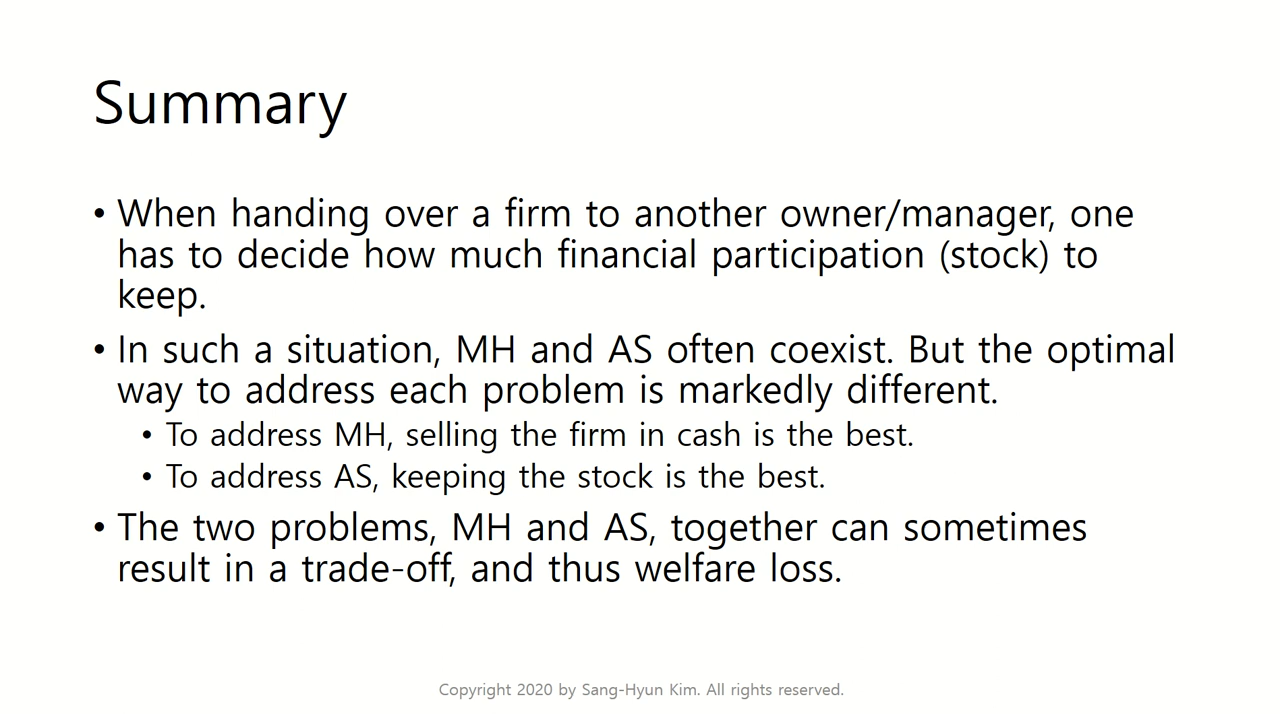 Summary
• When handing over a firm to another owner/manager, one
has to decide how much financial participation (stock) to
keep.
• In such a situation, MH and AS often coexist. But the optimal
way to address each problem is markedly different.
• To address MH, selling the firm in cash is the best.
• To address AS, keeping the stock is the best.
• The two problems, MH and AS, together can sometimes
result in a trade-off, and thus welfare loss.
Copyright 2020 by Sang-Hyun Kim. All rights reserved.